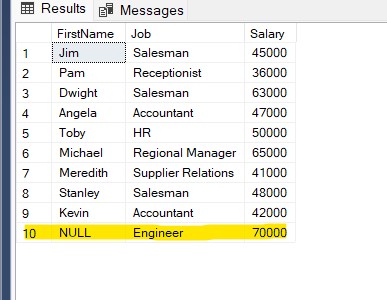 Results Messages
FirstName Job Salary
1 Jim Salesman 45000
2 Pam Receptionist 36000
3 Dwight Salesman 63000
4 Angela Accountant 47000
5 Toby HR 50000
6 Michael Regional Manager 65000
7 Meredith Supplier Relations 41000
8 Stanley Salesman 48000
9 Kevin Accountant 42000
10 NULL Engineer 70000